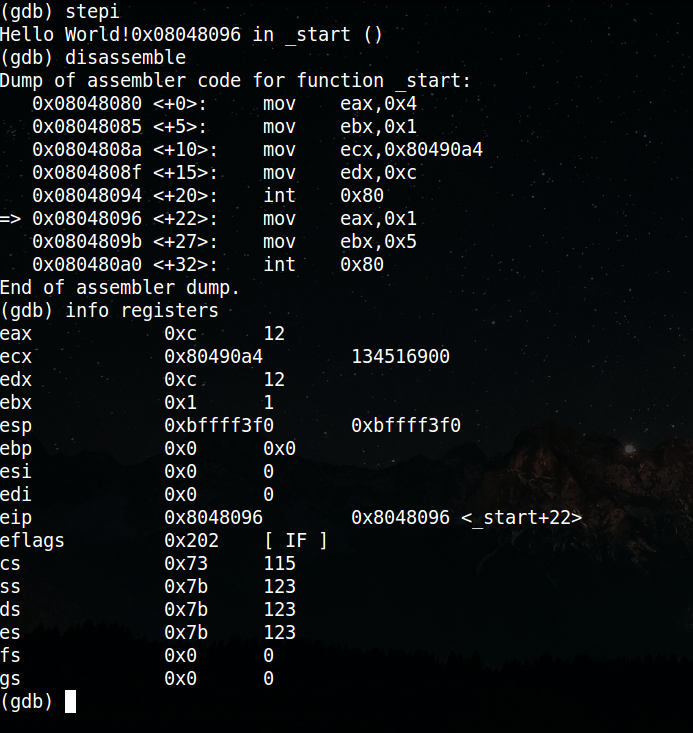 (gdb) stepi
Hello World!0x08048096 in _start ()
(gdb) disassemble
Dump of assembler code for function _start:
   0x08048080 <+0>:     mov    eax,0x4
   0x08048085 <+5>:     mov    ebx,0x1
   0x0804808a <+10>:    mov    ecx,0x80490a4
   0x0804808f <+15>:    mov    edx,0xc
   0x08048094 <+20>:    int    0x80
=> 0x08048096 <+22>:    mov    eax,0x1
   0x0804809b <+27>:    mov    ebx,0x5
   0x080480a0 <+32>:    int    0x80
End of assembler dump.
(gdb) info registers
eax            0xc      12
ecx            0x80490a4        134516900
edx            0xc      12
ebx            0x1      1
esp            0xbffff3f0       0xbffff3f0
ebp            0x0      0x0
esi            0x0      0
edi            0x0      0
eip            0x8048096        0x8048096 <_start+22>
eflags         0x202    [ IF ]
cs             0x73     115
ss             0x7b     123
ds             0x7b     123
es             0x7b     123
fs             0x0      0
gs             0x0      0
(gdb)